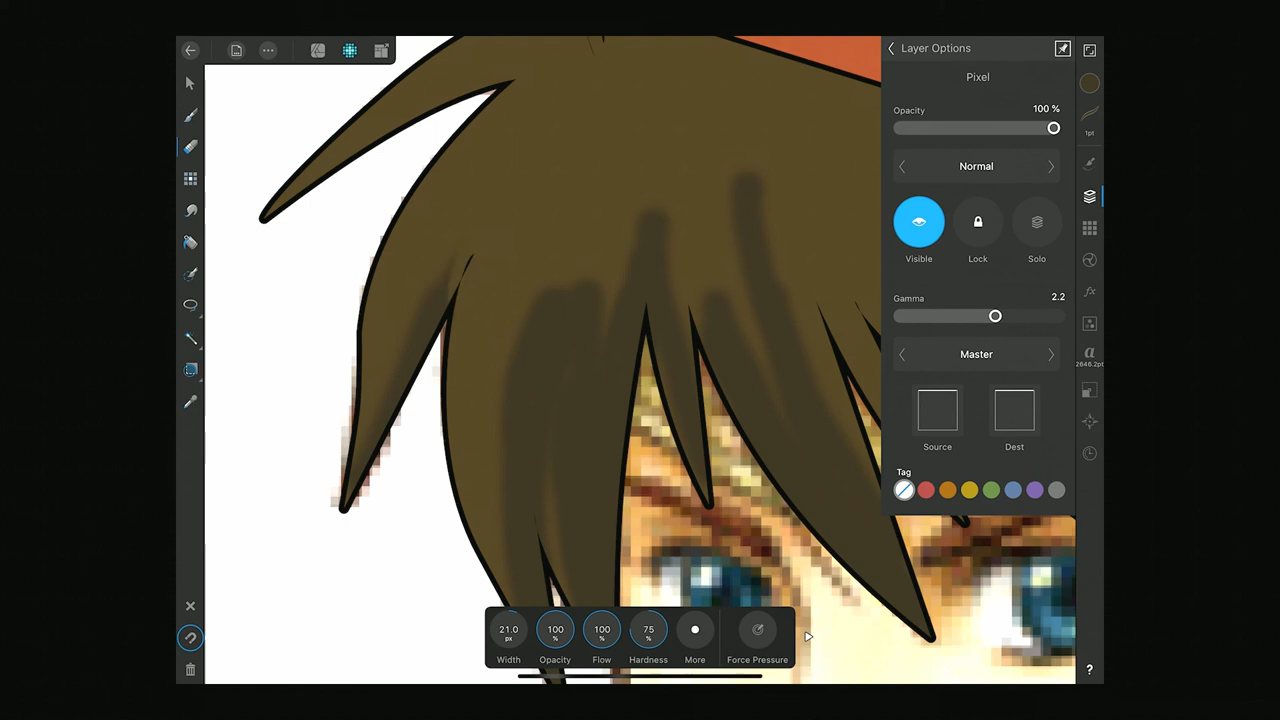 Layer Options
Pixel
Opacity 100 %
Normal
Visible Lock Solo
Gamma 2.2
Master
Source Dest
Tag
1pt
fx
a
2646.2pt
?
21.0 px 100 % 100 % 75 %
Width Opacity Flow Hardness More Force Pressure